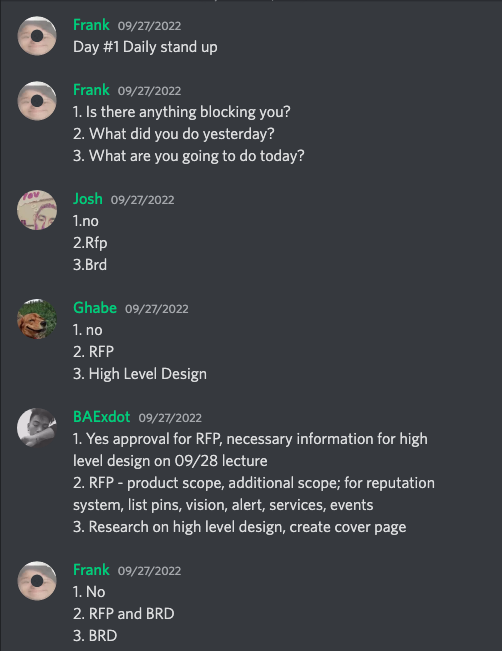 Frank 09/27/2022
Day #1 Daily stand up
Frank 09/27/2022
1. Is there anything blocking you?
2. What did you do yesterday?
3. What are you going to do today?
Josh 09/27/2022
1.no
2.Rfp
3.Brd
Ghabe 09/27/2022
1. no
2. RFP
3. High Level Design
BAExdot 09/27/2022
1. Yes approval for RFP, necessary information for high
level design on 09/28 lecture
2. RFP - product scope, additional scope; for reputation
system, list pins, vision, alert, services, events
3. Research on high level design, create cover page
Frank 09/27/2022
1. No
2. RFP and BRD
3. BRD